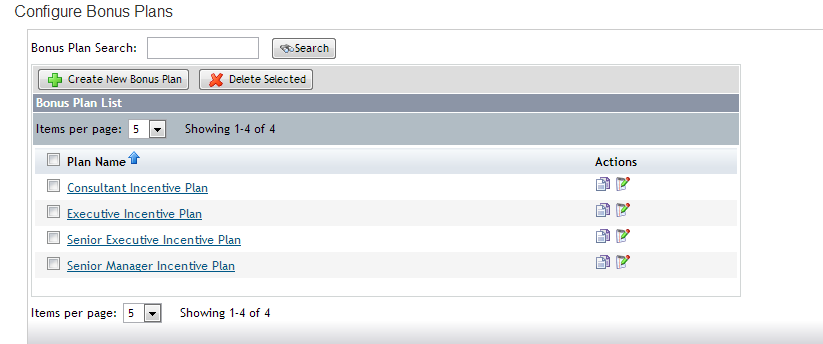 Configure Bonus Plans
Bonus Plan Search: Search
Create New Bonus Plan Delete Selected
Bonus Plan List
Items per page: 5 Showing 1-4 of 4
Plan Name Actions
Consultant Incentive Plan
Executive Incentive Plan
Senior Executive Incentive Plan
Senior Manager Incentive Plan
Items per page: 5 Showing 1-4 of 4